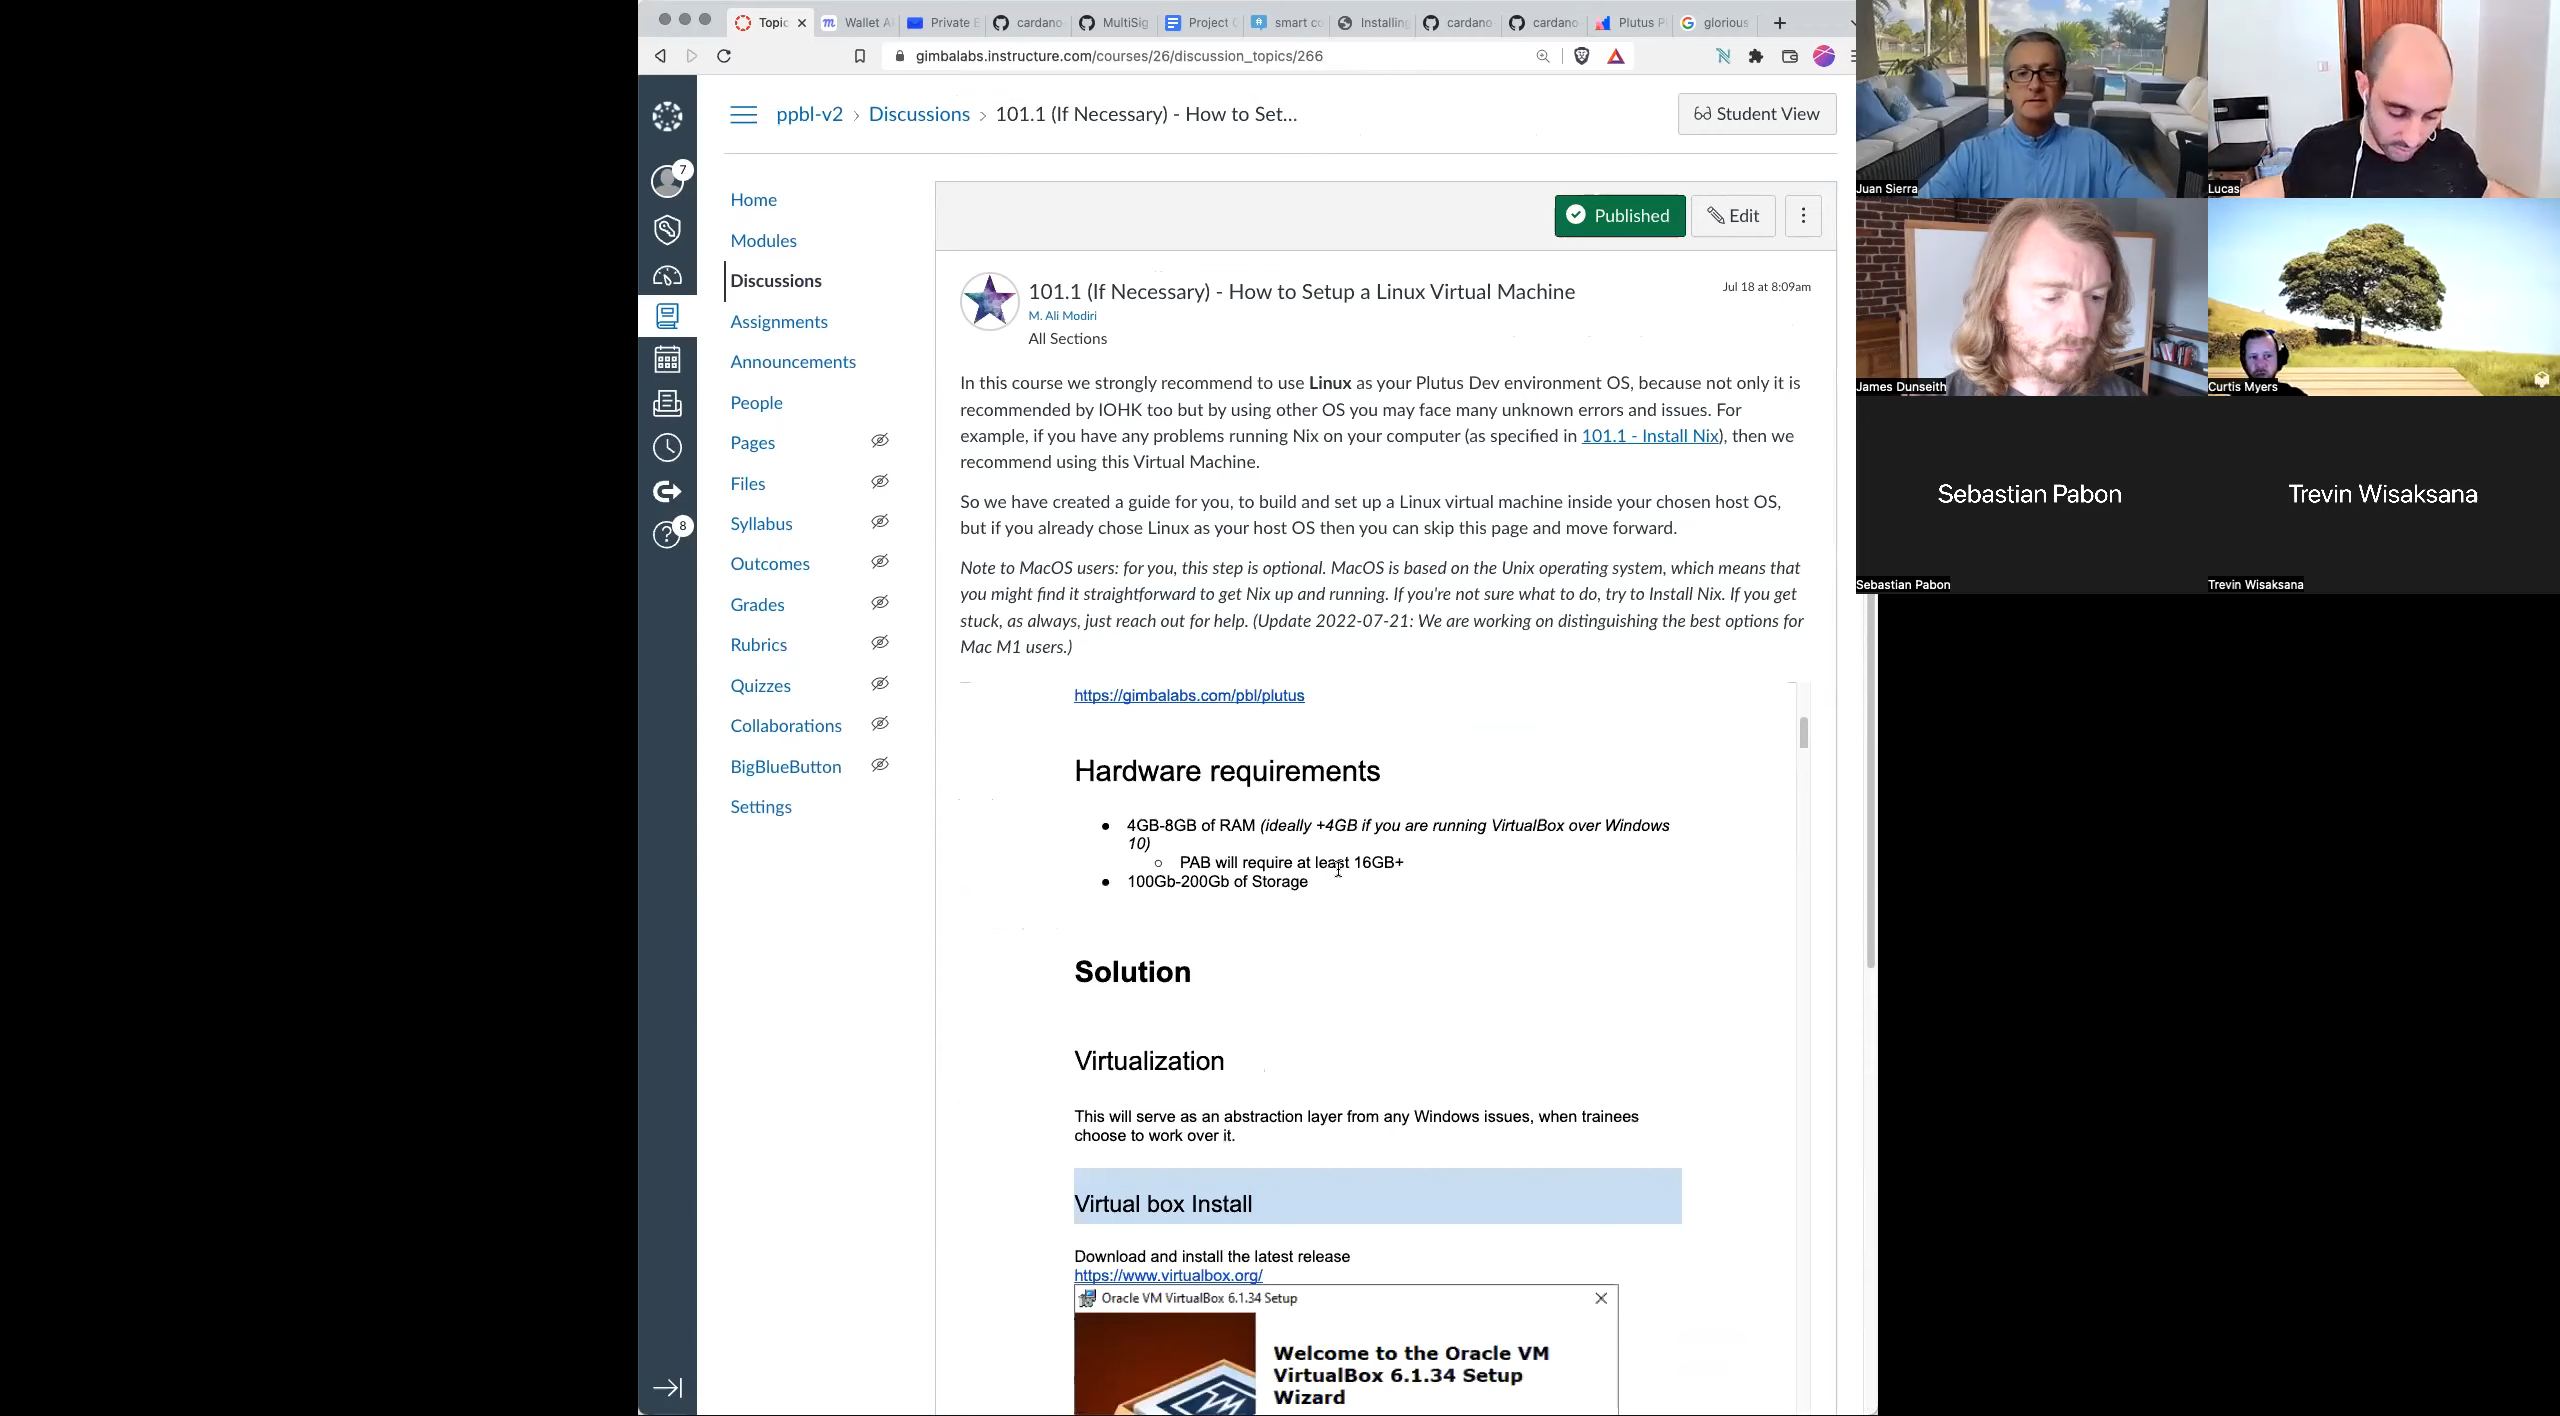 Topic
Wallet A
Private E
cardano
MultiSig
Project
smart co
Installing
cardano
cardano
Plutus P
glorious
gimbalabs.instructure.com/courses/26/discussion_topics/266
ppbl-v2 › Discussions › 101.1 (If Necessary) - How to Set...
Student View
7
8
Home
Modules
Discussions
Assignments
Announcements
People
Pages
Files
Syllabus
Outcomes
Grades
Rubrics
Quizzes
Collaborations
BigBlueButton
Settings
Published
Edit
101.1 (If Necessary) - How to Setup a Linux Virtual Machine
Jul 18 at 8:09am
M. Ali Modiri
All Sections
In this course we strongly recommend to use Linux as your Plutus Dev environment OS, because not only it is
recommended by IOHK too but by using other OS you may face many unknown errors and issues. For
example, if you have any problems running Nix on your computer (as specified in 101.1 - Install Nix), then we
recommend using this Virtual Machine.
So we have created a guide for you, to build and set up a Linux virtual machine inside your chosen host OS,
but if you already chose Linux as your host OS then you can skip this page and move forward.
Note to MacOS users: for you, this step is optional. MacOS is based on the Unix operating system, which means that
you might find it straightforward to get Nix up and running. If you're not sure what to do, try to Install Nix. If you get
stuck, as always, just reach out for help. (Update 2022-07-21: We are working on distinguishing the best options for
Mac M1 users.)
https://gimbalabs.com/pbl/plutus
Hardware requirements
● 4GB-8GB of RAM (ideally +4GB if you are running VirtualBox over Windows
10)
○ PAB will require at least 16GB+
● 100Gb-200Gb of Storage
Solution
Virtualization
This will serve as an abstraction layer from any Windows issues, when trainees
choose to work over it.
Virtual box Install
Download and install the latest release
https://www.virtualbox.org/
Oracle VM VirtualBox 6.1.34 Setup
Welcome to the Oracle VM
VirtualBox 6.1.34 Setup
Wizard
Juan Sierra
Lucas
James Dunseith
Curtis Myers
Sebastian Pabon
Trevin Wisaksana
Sebastian Pabon
Trevin Wisaksana